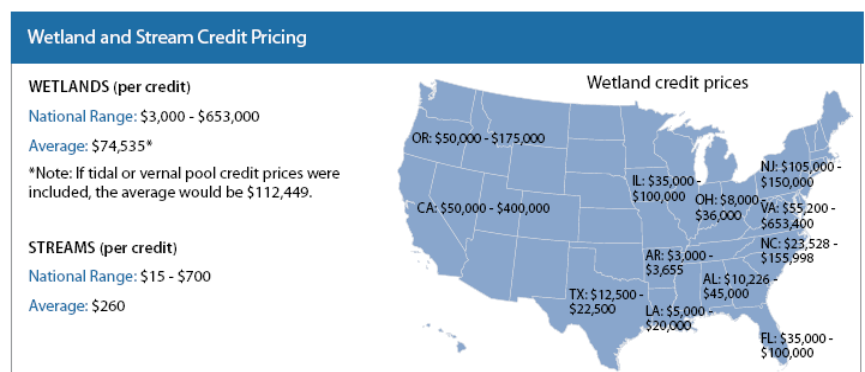 Wetland and Stream Credit Pricing
WETLANDS (per credit)
National Range: $3,000 - $653,000
Average: $74,535*
*Note: If tidal or vernal pool credit prices were
included, the average would be $112,449.
STREAMS (per credit)
National Range: $15 - $700
Average: $260
Wetland credit prices
OR: $50,000 - $175,000
CA: $50,000 - $400,000
IL: $35,000 -
$100,000
OH: $8,000-
$36,000
NJ: $105,000 -
$150,000
VA: $55,200 -
$653,400
NC: $23,528 -
$155,998
AR: $3,000 -
$3,655
AL: $10,226 -
$45,000
TX: $12,500 -
$22,500
LA: $5,000 -
$20,000
FL: $35,000 -
$100,000